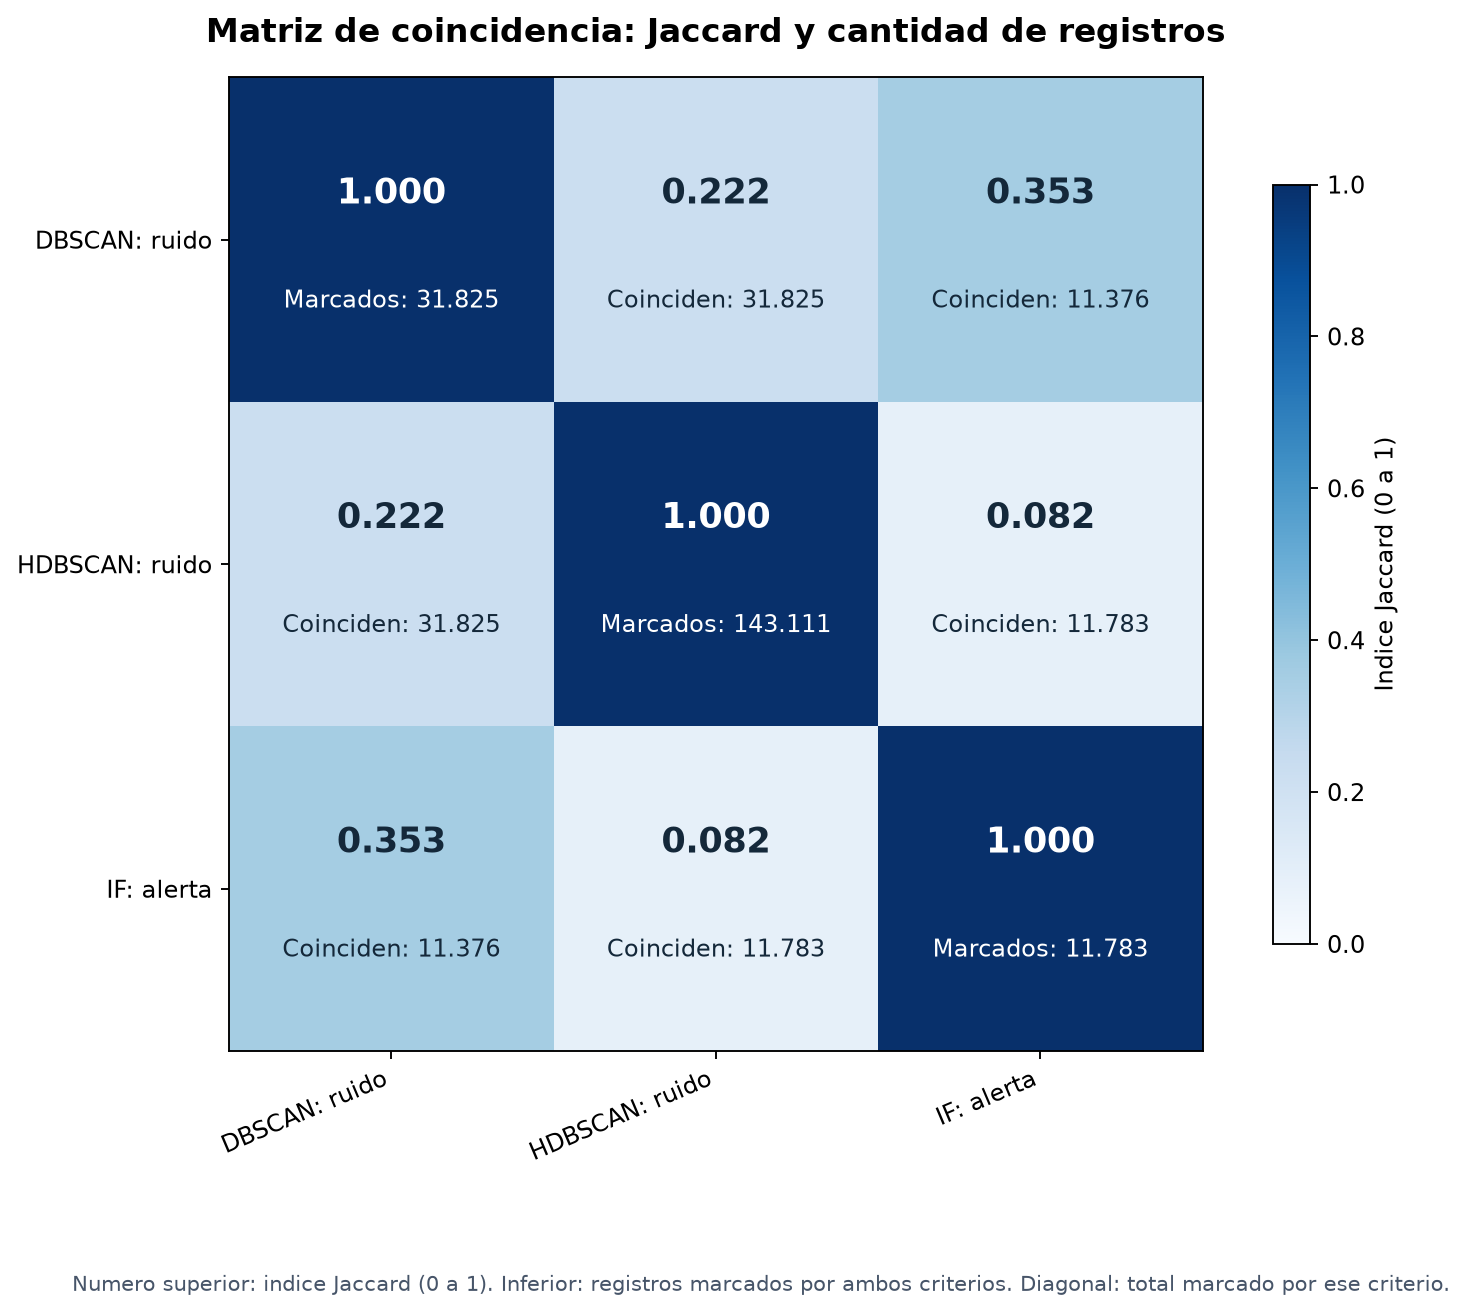 Matriz de coincidencia: Jaccard y cantidad de registros
DBSCAN: ruido
1.000
Marcados: 31.825
0.222
Coinciden: 31.825
0.353
Coinciden: 11.376
HDBSCAN: ruido
0.222
Coinciden: 31.825
1.000
Marcados: 143.111
0.082
Coinciden: 11.783
IF: alerta
0.353
Coinciden: 11.376
0.082
Coinciden: 11.783
1.000
Marcados: 11.783
DBSCAN: ruido
HDBSCAN: ruido
IF: alerta
1.0
0.8
0.6
0.4
0.2
0.0
Indice Jaccard (0 a 1)
Numero superior: indice Jaccard (0 a 1). Inferior: registros marcados por ambos criterios. Diagonal: total marcado por ese criterio.